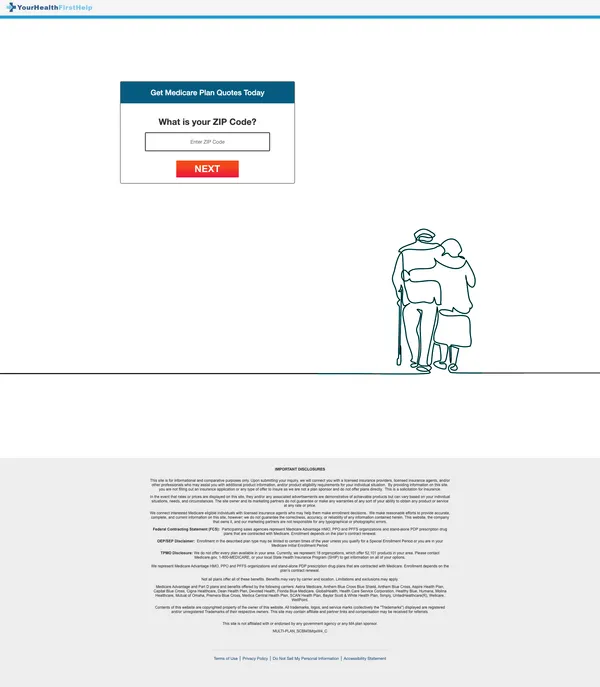 YourHealthFirstHelp
Get Medicare Plan Quotes Today
What is your ZIP Code?
Enter ZIP Code
NEXT
IMPORTANT DISCLOSURES
This site is for informational and comparative purposes only. Upon submitting your inquiry, we will connect you with a licensed insurance providers, licensed insurance agents, and/or
other professionals who may assist you with additional product information, and/or product eligibility requirements for your individual situation. By providing information on this site
you are not filling out an insurance application or any type of offer to insure as we are not a plan sponsor and do not offer plans directly. This is a solicitation for insurance.
In the event that rates or prices are displayed on this site, they and/or any associated advertisements are demonstrative of achievable products but can vary based on your individual
situations, needs, and circumstances. The site owner and its marketing partners do not guarantee or make any warranties of any sort of your ability to obtain any product or service
at any rate or price.
We connect interested Medicare eligible individuals with licensed insurance agents who may help them make enrollment decisions. We make reasonable efforts to provide accurate,
complete, and current information on this site, however, we do not guarantee the correctness, accuracy, or reliability of any information contained herein. This website, the company
that owns it, and our marketing partners are not responsible for any typographical or photographic errors.
Federal Contracting Statement (FCS): Participating sales agencies represent Medicare Advantage HMO, PPO and PFFS organizations and stand-alone PDP prescription drug
plans that are contracted with Medicare. Enrollment depends on the plan's contract renewal.
OEP/SEP Disclaimer: Enrollment in the described plan type may be limited to certain times of the year unless you qualify for a Special Enrollment Period or you are in your
Medicare Initial Enrollment Period.
TPMO Disclosure: We do not offer every plan available in your area. Currently, we represent 18 organizations, which offer 52,101 products in your area. Please contact
Medicare.gov, 1-800-MEDICARE, or your local State Health Insurance Program (SHIP) to get information on all of your options.
We represent Medicare Advantage HMO, PPO and PFFS organizations and stand-alone PDP prescription drug plans that are contracted with Medicare. Enrollment depends on the
plan's contract renewal.
Not all plans offer all of these benefits. Benefits may vary by carrier and location. Limitations and exclusions may apply.
Medicare Advantage and Part D plans and benefits offered by the following carriers: Aetna Medicare, Anthem Blue Cross Blue Shield, Anthem Blue Cross, Aspire Health Plan,
Capital Blue Cross, Cigna Healthcare, Dean Health Plan, Devoted Health, Florida Blue Medicare, GlobalHealth, Health Care Service Corporation, Healthy Blue, Humana, Molina
Healthcare, Mutual of Omaha, Premera Blue Cross, Medica Central Health Plan, SCAN Health Plan, Baylor Scott & White Health Plan, Simply, UnitedHealthcare(R), Medicare,
WellPoint
Contents of this website are copyrighted property of the owner of this website. All trademarks, logos, and service marks (collectively the "Trademarks") displayed are registered
and/or unregistered Trademarks of their respective owners. This site may contain affiliate and partner links and compensation may be received for referrals.
This site is not affiliated with or endorsed by any government agency or any MA plan sponsor.
Terms of Use | Privacy Policy | Do Not Sell My Personal Information | Accessibility Statement